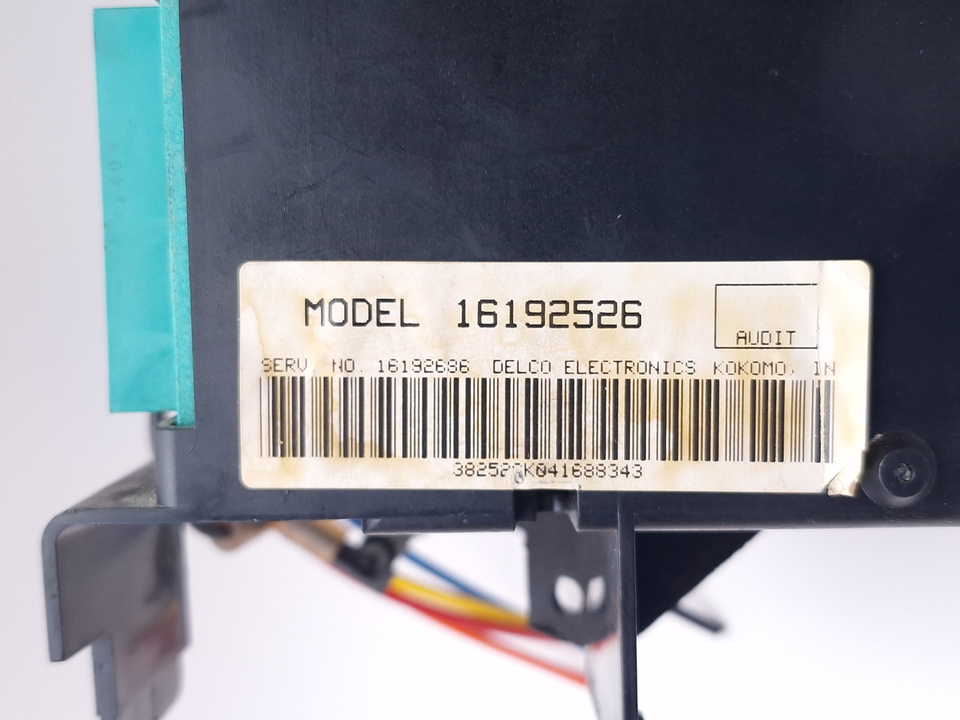 MODEL 16192526
AUDIT
SERV. NO. 16192686 DELCO ELECTRONICS KOKOMO, IN